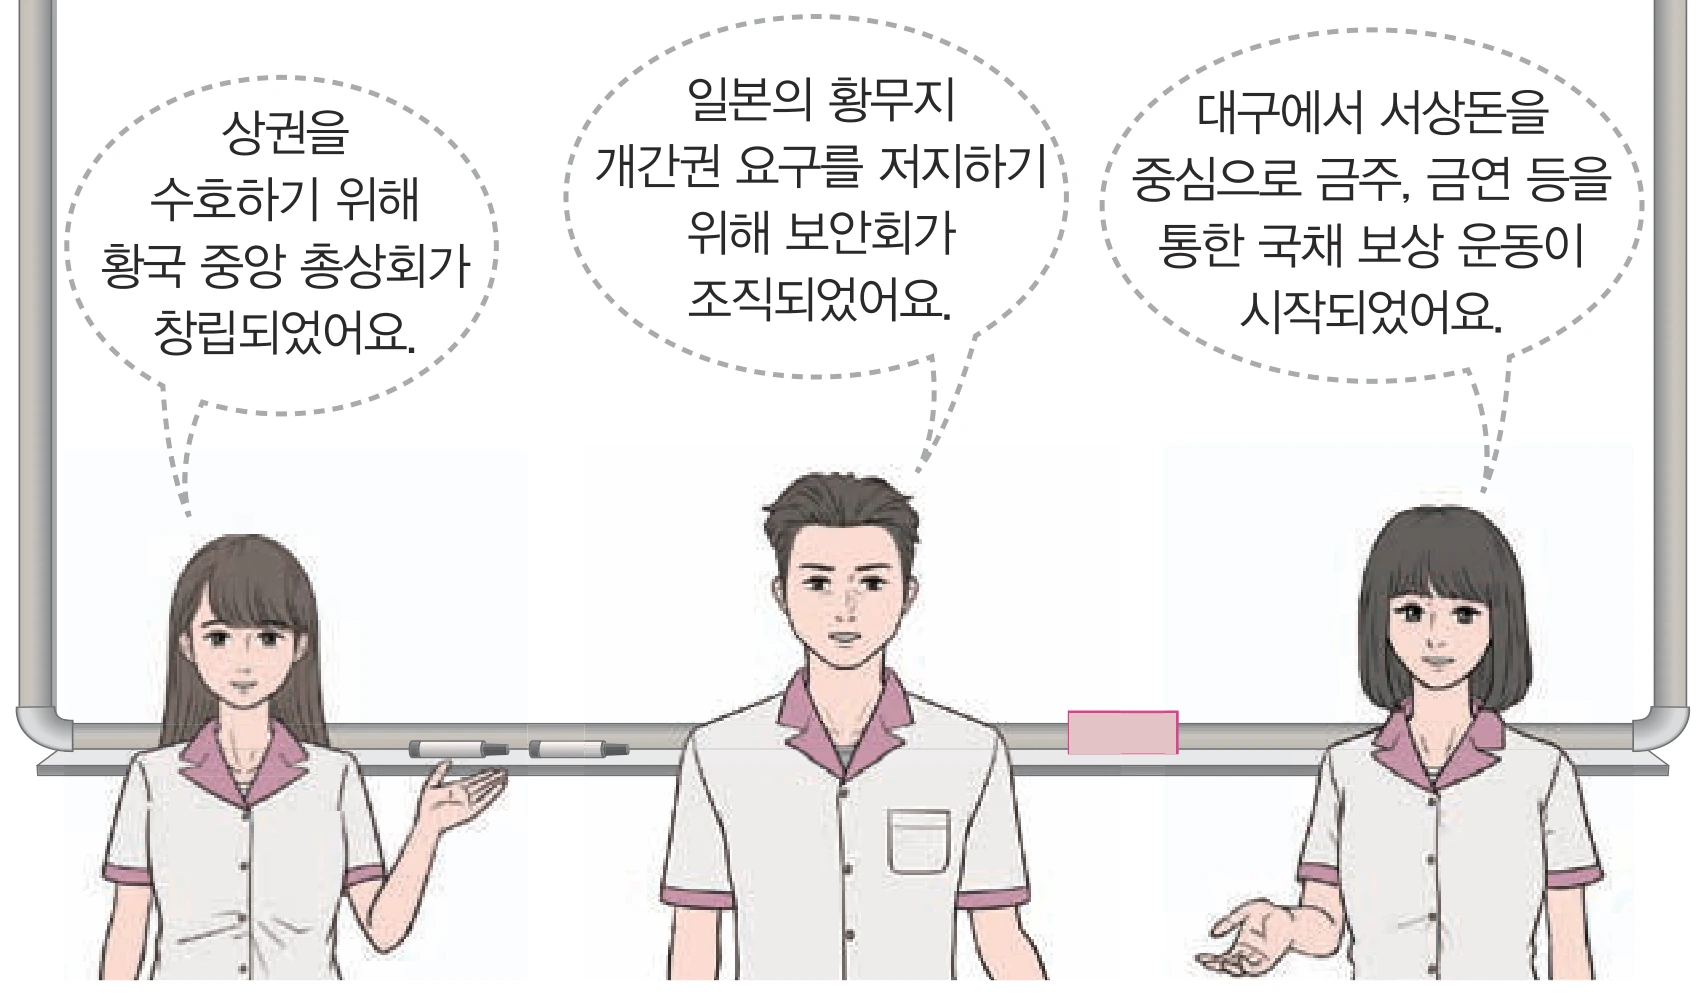 상권을
수호하기 위해
황국 중앙 총상회가
창립되었어요.
일본의 황무지
개간권 요구를 저지하기
위해 보안회가
조직되었어요.
대구에서 서상돈을
중심으로 금주, 금연 등을
통한 국채 보상 운동이
시작되었어요.